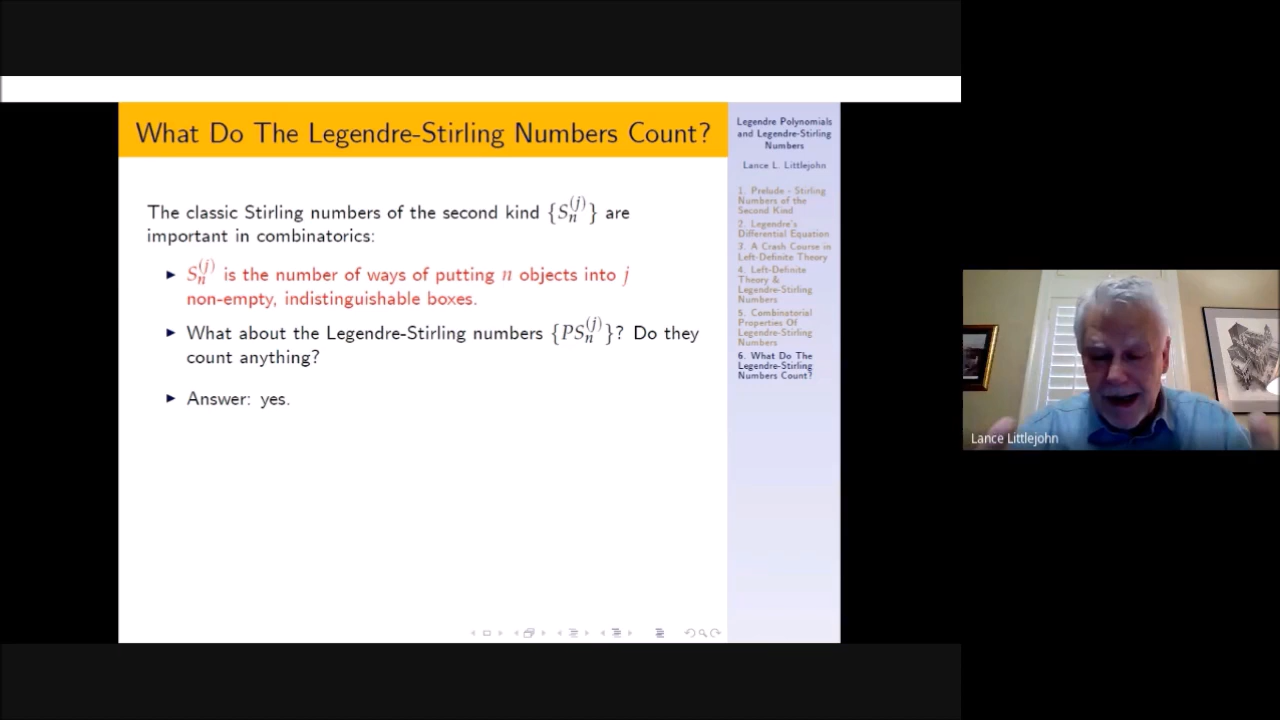 What Do The Legendre-Stirling Numbers Count?
The classic Stirling numbers of the second kind {S_n^{(j)}} are
important in combinatorics:
► S_n^{(j)} is the number of ways of putting n objects into j
non-empty, indistinguishable boxes.
► What about the Legendre-Stirling numbers {PS_n^{(j)}}? Do they
count anything?
► Answer: yes.
Legendre Polynomials
and Legendre-Stirling
Numbers
Lance L. Littlejohn
1. Prelude - Stirling
Numbers of the
Second Kind
2. Legendre's
Differential Equation
3. A Crash Course in
Left-Definite Theory
4. Left-Definite
Theory &
Legendre-Stirling
Numbers
5. Combinatorial
Properties Of
Legendre-Stirling
Numbers
6. What Do The
Legendre-Stirling
Numbers Count?
Lance Littlejohn